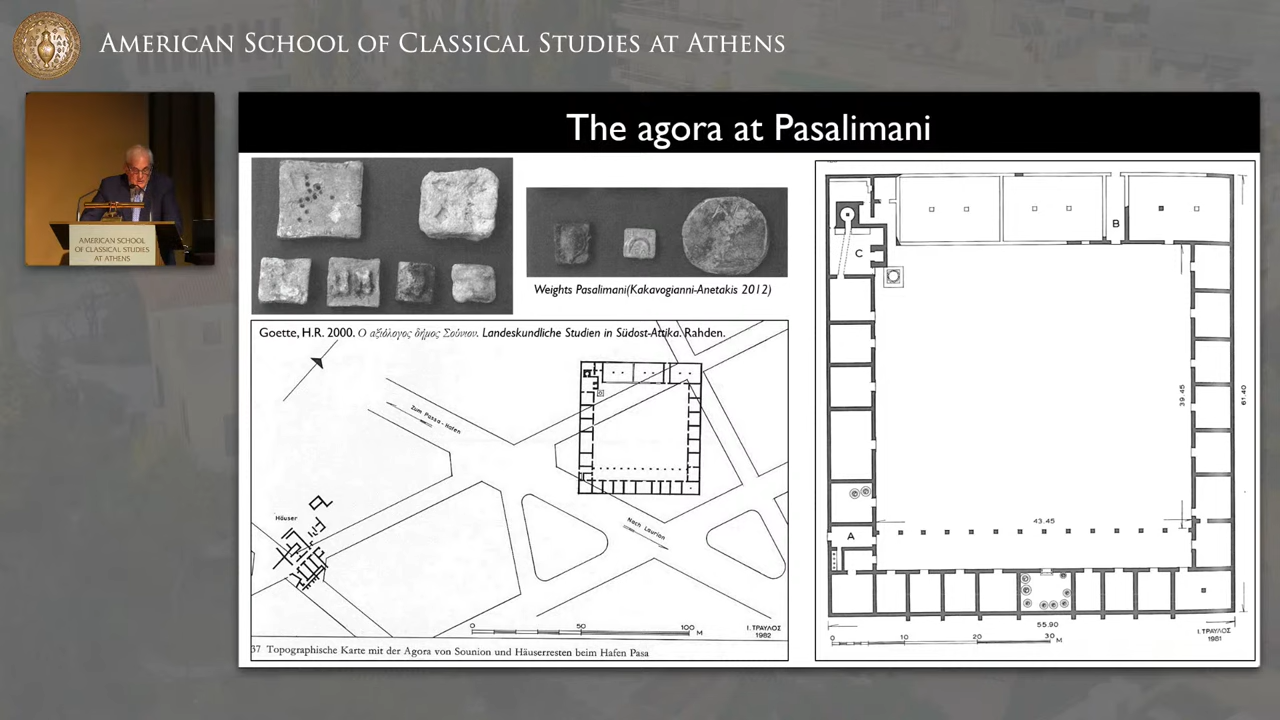 AMERICAN SCHOOL OF CLASSICAL STUDIES AT ATHENS
AMERICAN SCHOOL
OF CLASSICAL STUDIES
AT ATHENS
The agora at Pasalimani
Weights Pasalimani(Kakavogianni-Anetakis 2012)
Goette, H.R. 2000. Ο αξιόλογος δήμος Σούνιον. Landeskundliche Studien in Südost-Attika. Rahden.
Zum Passa-Hafen
Häuser
Nach Laurion
0 50 100 M
Ι. ΤΡΑΥΛΟΣ
1982
37 Topographische Karte mit der Agora von Sounion und Häuserresten beim Hafen Pasa
B
C
39.45
61.40
43.45
A
55.90
0 10 20 30 M
Ι. ΤΡΑΥΛΟΣ
1981